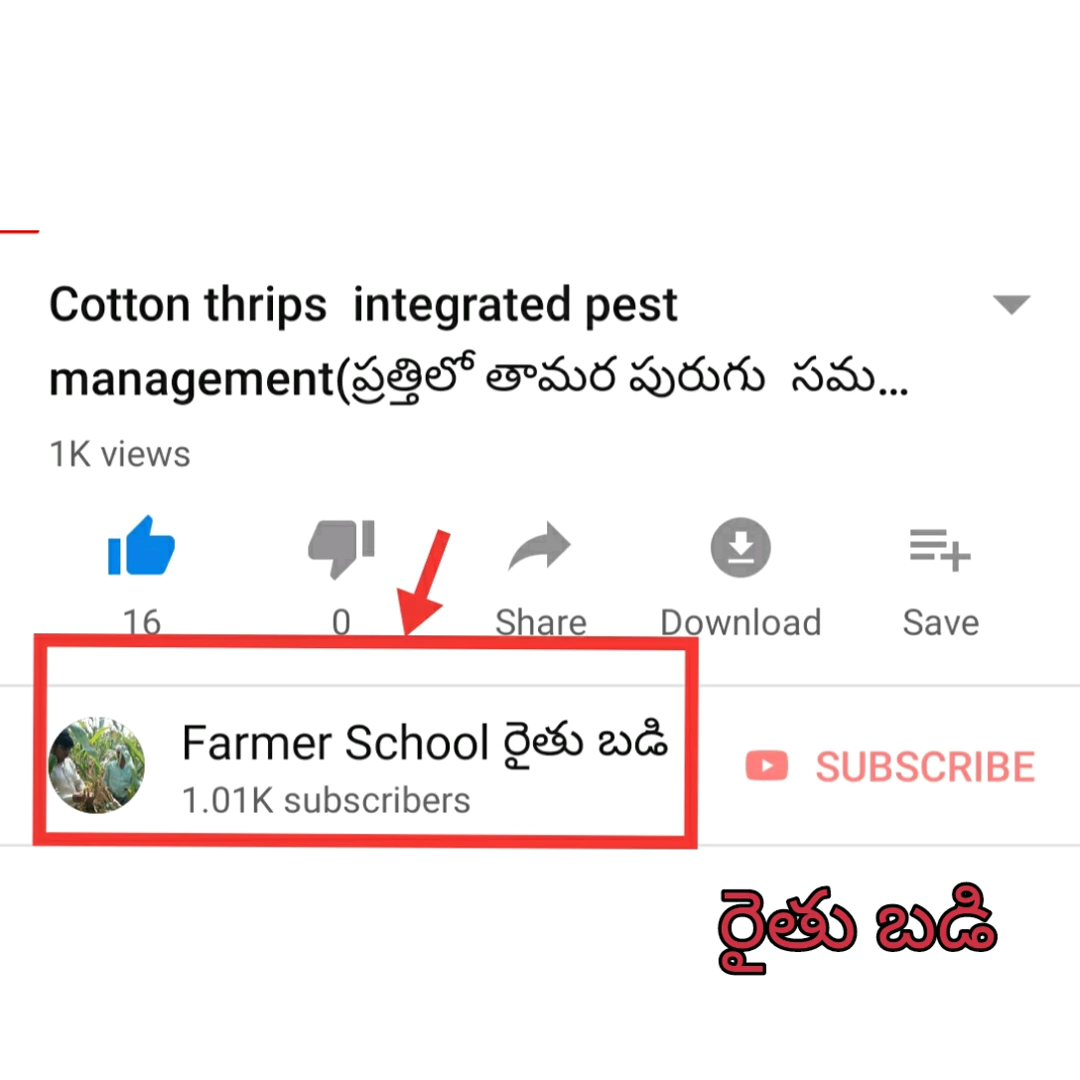 Cotton thrips integrated pest
management(ప్రత్తిలో తామర పురుగు సమ...
1K views
16
0
Share
Download
Save
Farmer School రైతు బడి
1.01K subscribers
SUBSCRIBE
రైతు బడి